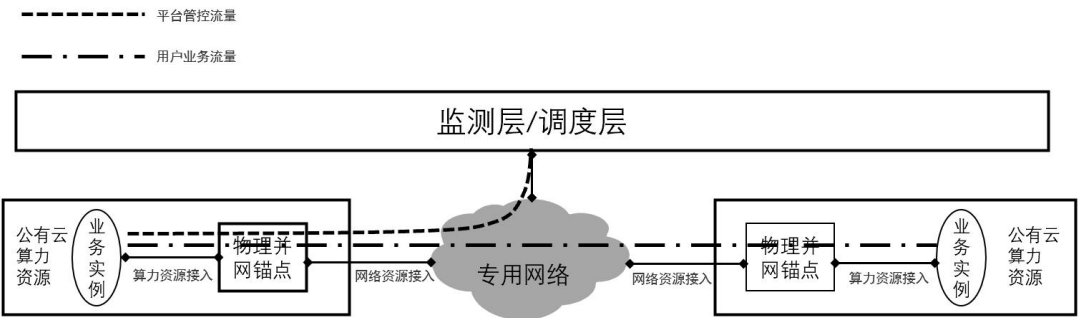 平台管控流量
用户业务流量
监测层/调度层
公有云
算力
资源
业
务
实
例
算力资源接入
物理并
网锚点
网络资源接入
专用网络
网络资源接入
物理并
网锚点
算力资源接入
业
务
实
例
公有云
算力
资源